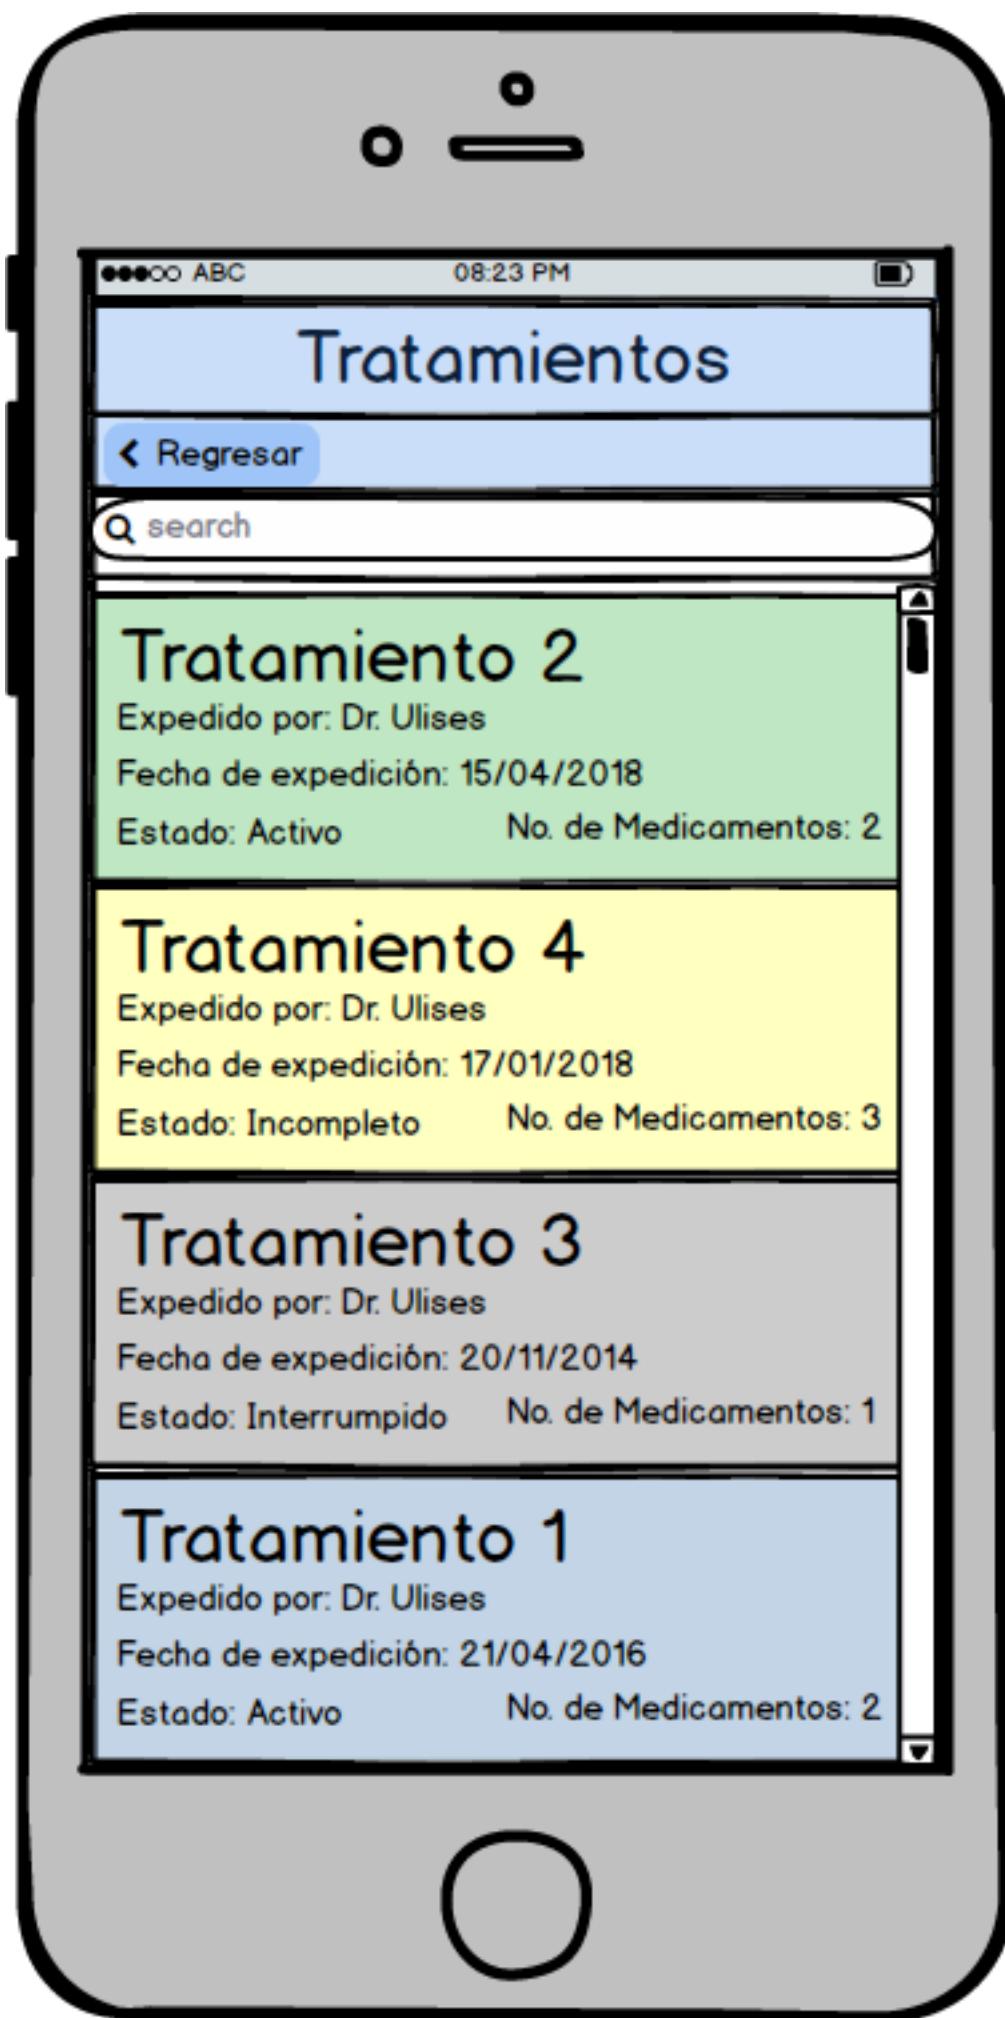 ABC 08:23 PM
Tratamientos
Regresar
search
Tratamiento 2
Expedido por: Dr. Ulises
Fecha de expedición: 15/04/2018
Estado: Activo No. de Medicamentos: 2
Tratamiento 4
Expedido por: Dr. Ulises
Fecha de expedición: 17/01/2018
Estado: Incompleto No. de Medicamentos: 3
Tratamiento 3
Expedido por: Dr. Ulises
Fecha de expedición: 20/11/2014
Estado: Interrumpido No. de Medicamentos: 1
Tratamiento 1
Expedido por: Dr. Ulises
Fecha de expedición: 21/04/2016
Estado: Activo No. de Medicamentos: 2